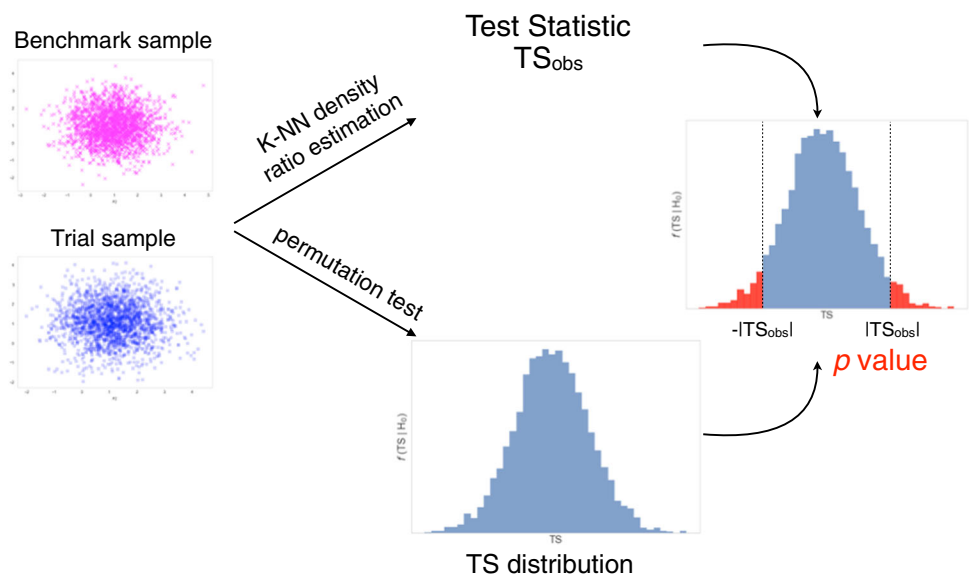 Benchmark sample
Trial sample
K-NN density
ratio estimation
permutation test
Test Statistic
TSobs
f (TS | H₀)
TS
TS distribution
f (TS | H₀)
TS
-|TSobs|
|TSobs|
p value